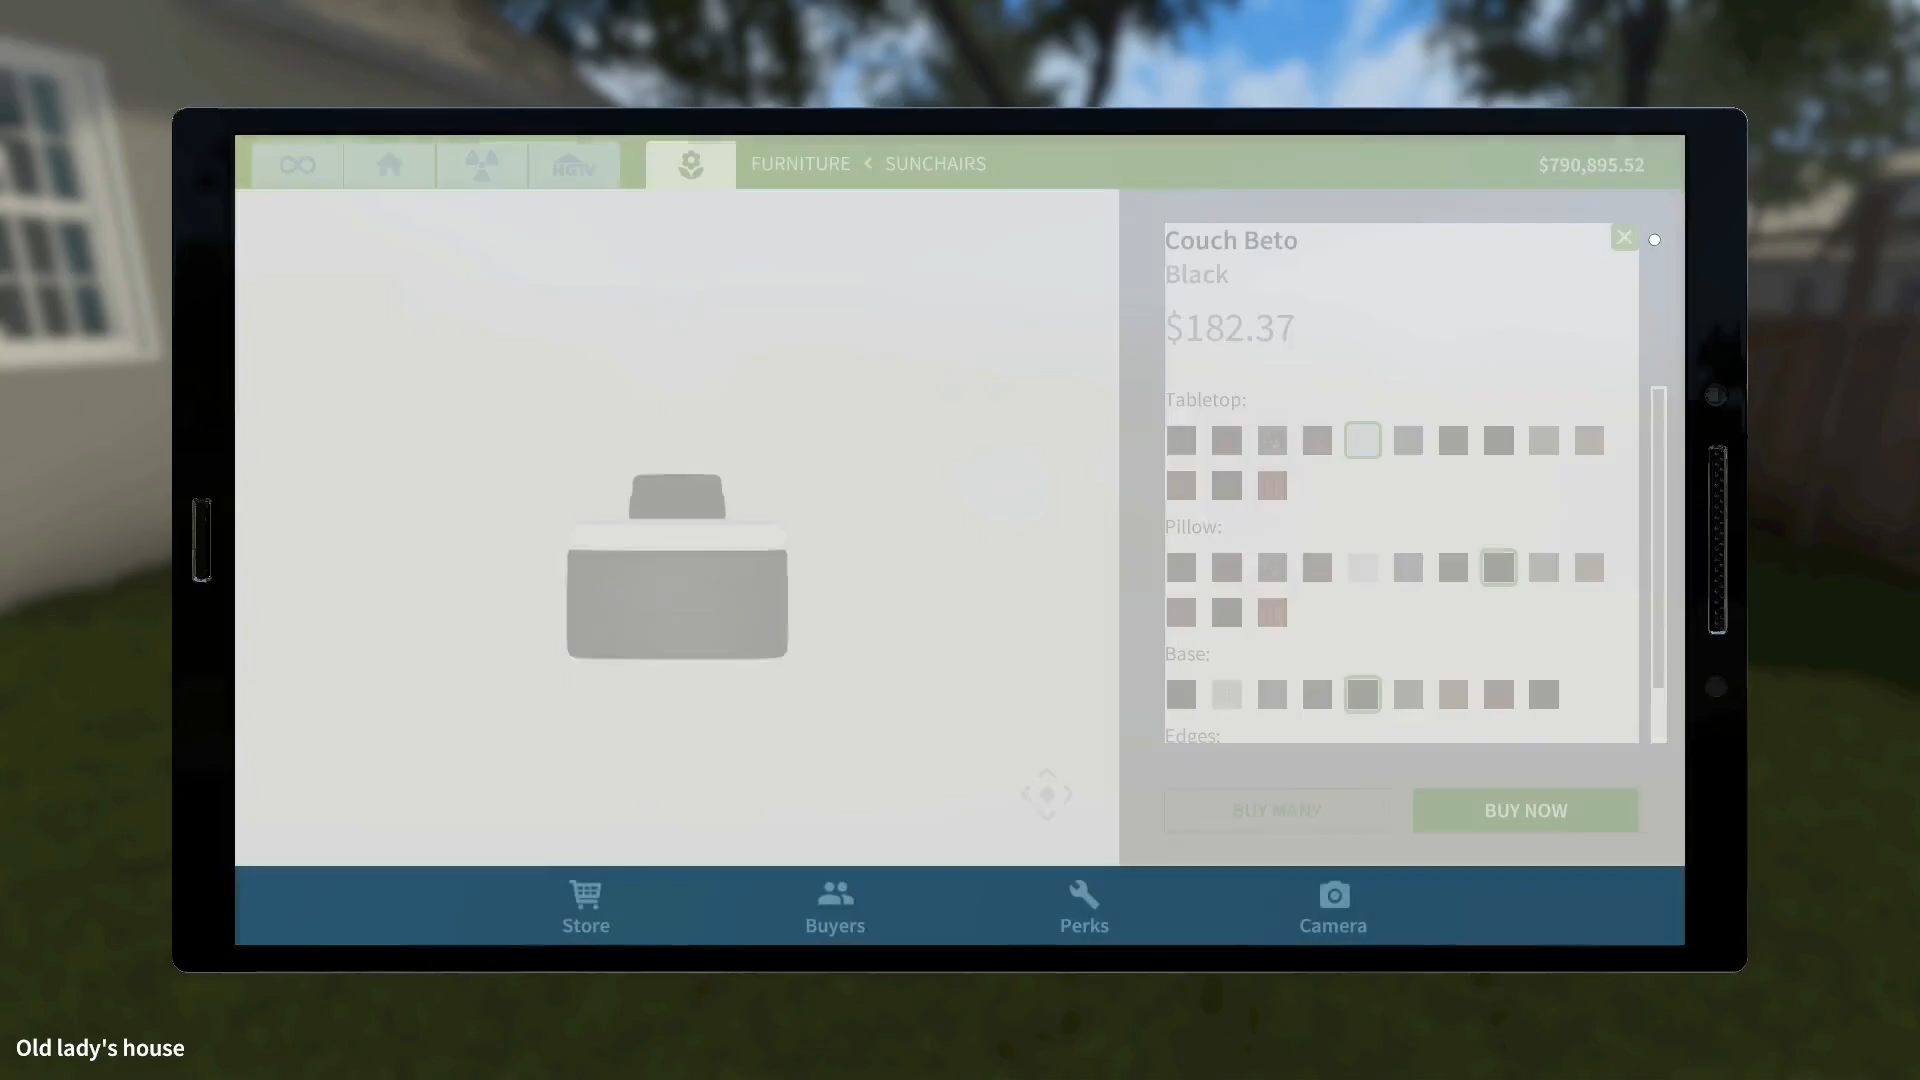 HGTV
FURNITURE < SUNCHAIRS
$790,895.52
Couch Beto
Black
$182.37
Tabletop:
Pillow:
Base:
Edges:
BUY MANY
BUY NOW
Store
Buyers
Perks
Camera
Old lady's house